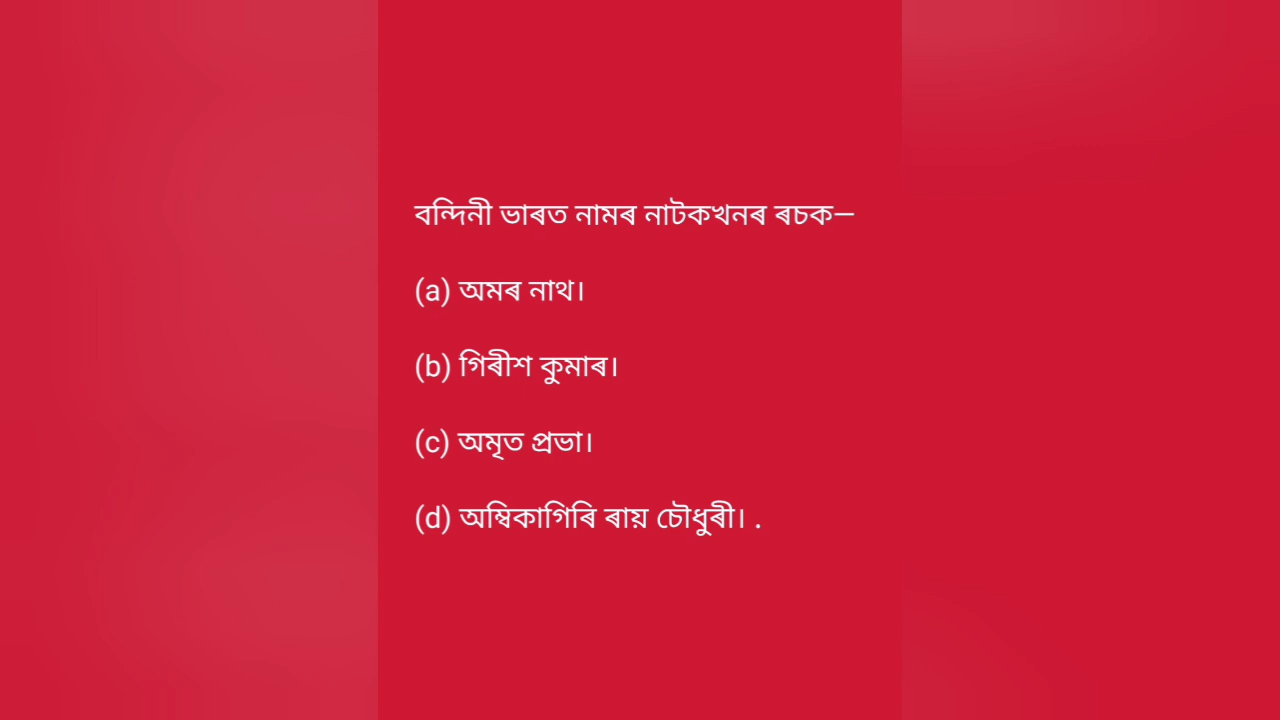 বন্দিনী ভাৰত নামৰ নাটকখনৰ ৰচক—
(a) অমৰ নাথ।
(b) গিৰীশ কুমাৰ।
(c) অমৃত প্ৰভা।
(d) অম্বিকাগিৰি ৰায় চৌধুৰী। .